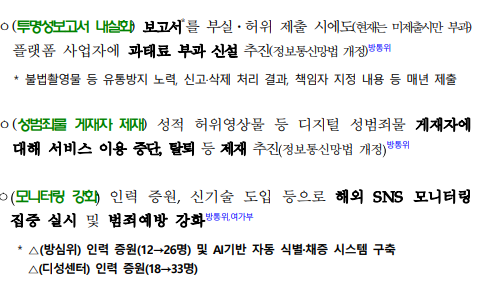 ㅇ(투명성보고서 내실화) 보고서*를 부실·허위 제출 시에도(현재는 미제출시만 부과)
플랫폼 사업자에 과태료 부과 신설 추진(정보통신망법 개정)방통위
* 불법촬영물 등 유통방지 노력, 신고·삭제 처리 결과, 책임자 지정 내용 등 매년 제출
ㅇ(성범죄물 게재자 제재) 성적 허위영상물 등 디지털 성범죄물 게재자에
대해 서비스 이용 중단, 탈퇴 등 제재 추진(정보통신망법 개정)방통위
ㅇ(모니터링 강화) 인력 증원, 신기술 도입 등으로 해외 SNS 모니터링
집중 실시 및 범죄예방 강화방통위,여가부
* △(방심위) 인력 증원(12→26명) 및 AI기반 자동 식별·채증 시스템 구축
△(디성센터) 인력 증원(18→33명)